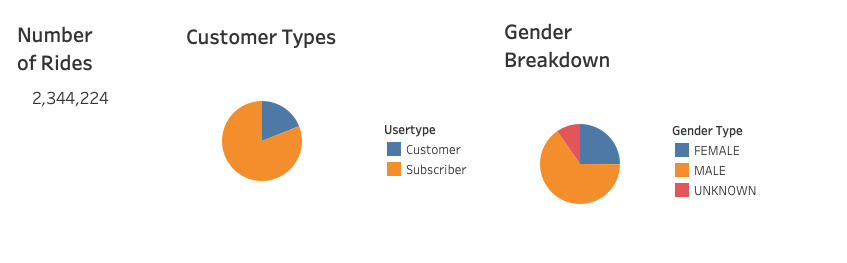 Number
of Rides
2,344,224
Customer Types
Usertype
Customer
Subscriber
Gender
Breakdown
Gender Type
FEMALE
MALE
UNKNOWN